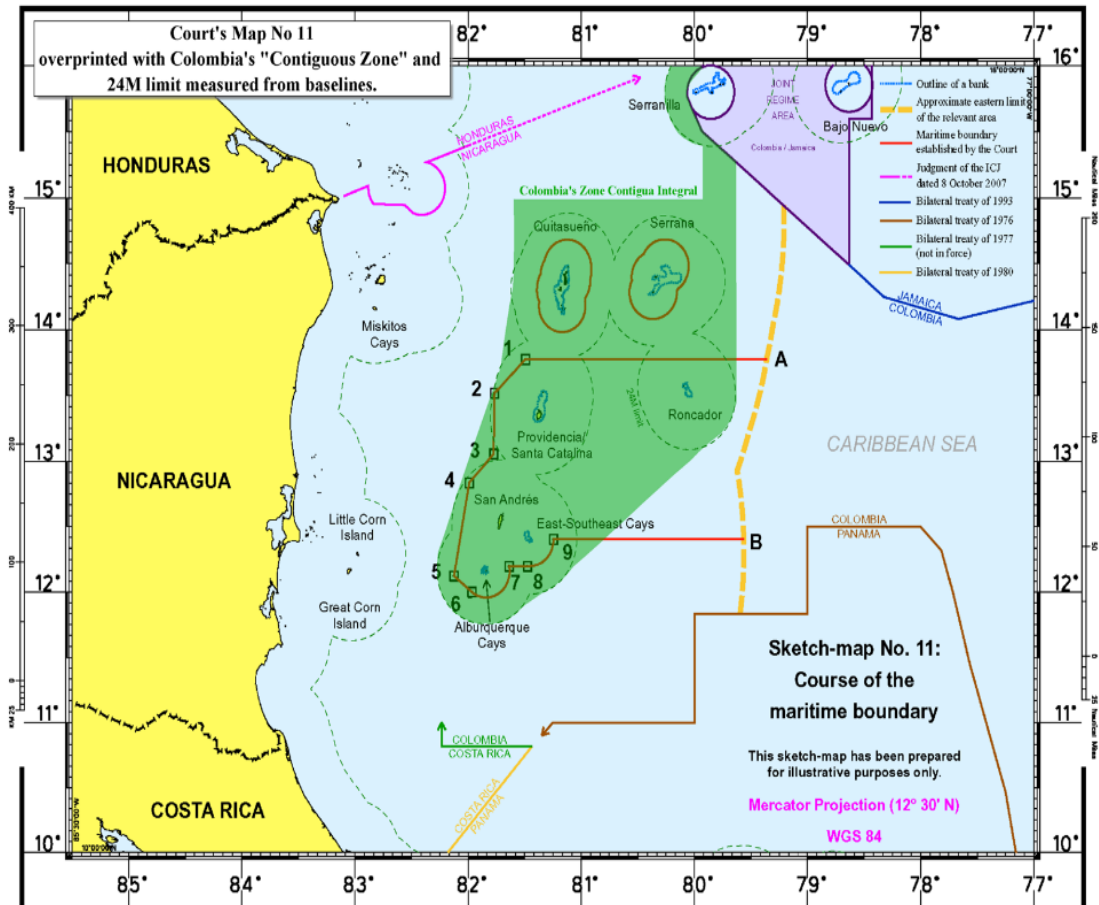 Court's Map No 11
overprinted with Colombia's "Contiguous Zone" and
24M limit measured from baselines.
82°
81°
80°
79°
78°
77°
16°
15°
14°
13°
12°
11°
10°
HONDURAS
NICARAGUA
COSTA RICA
HONDURAS
NICARAGUA
Serranilla
JOINT
REGIME
AREA
Colombia / Jamaica
Bajo Nuevo
Outline of a bank
Approximate eastern limit
of the relevant area
Maritime boundary
established by the Court
Judgment of the ICJ
dated 8 October 2007
Bilateral treaty of 1993
Bilateral treaty of 1976
Bilateral treaty of 1977
(not in force)
Bilateral treaty of 1980
Colombia's Zone Contigua Integral
Quitasueño
Serrana
JAMAICA
COLOMBIA
Miskitos
Cays
1
2
3
4
5
6
7
8
9
A
B
24M limit
Roncador
Providencia/
Santa Catalina
CARIBBEAN SEA
San Andrés
East-Southeast Cays
Little Corn
Island
Great Corn
Island
Alburquerque
Cays
COLOMBIA
PANAMA
COLOMBIA
COSTA RICA
COSTA RICA
PANAMA
Sketch-map No. 11:
Course of the
maritime boundary
This sketch-map has been prepared
for illustrative purposes only.
Mercator Projection (12° 30' N)
WGS 84
15°
14°
13°
12°
11°
10°
85°
84°
83°
82°
81°
80°
79°
78°
77°